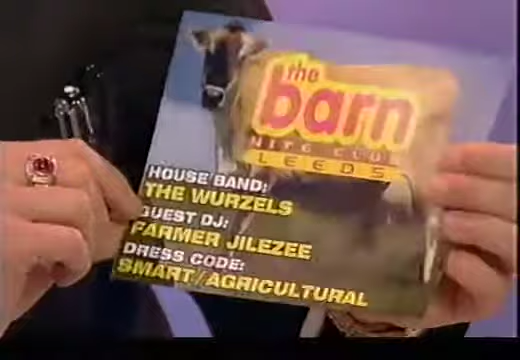 the
barn
NITE CLUB
LEEDS
HOUSE BAND:
THE WURZELS
GUEST DJ:
FARMER JILEZEE
DRESS CODE:
SMART/AGRICULTURAL